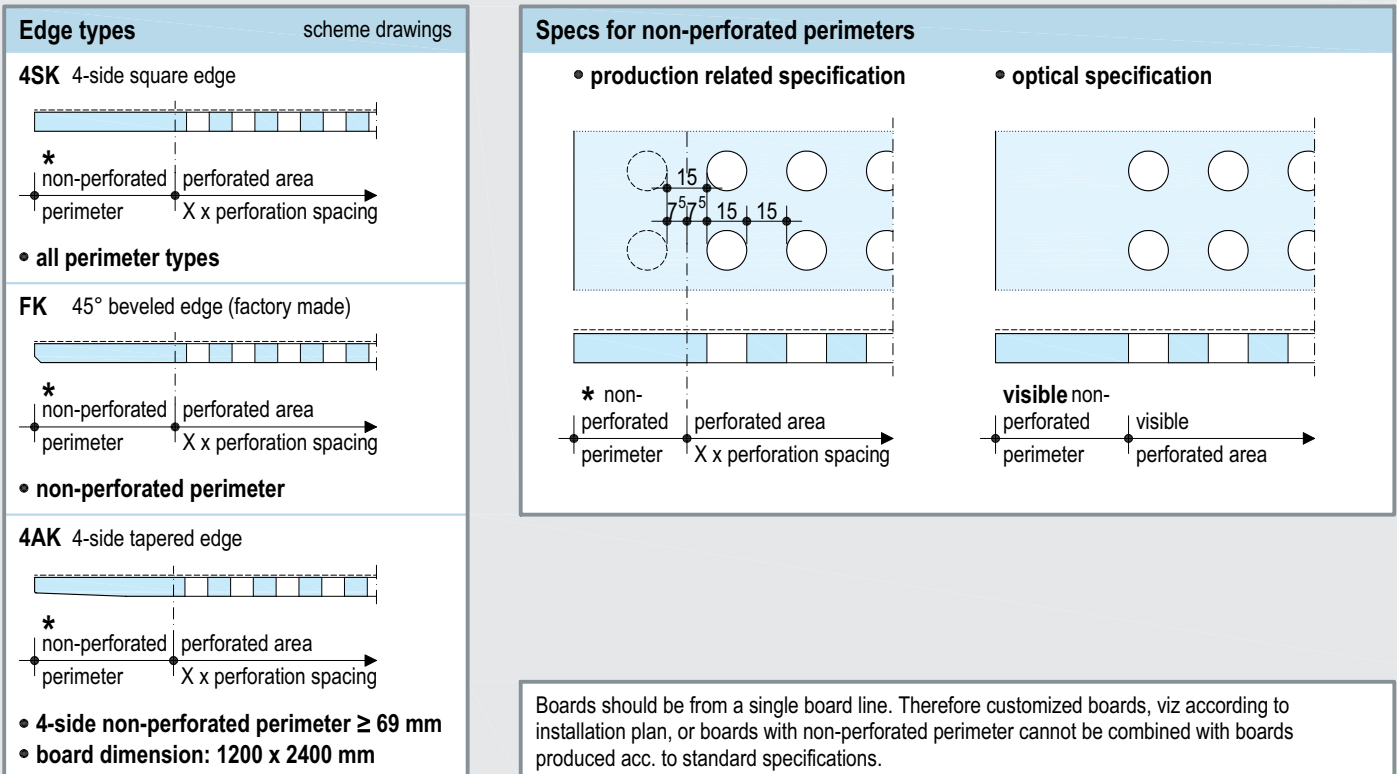 Edge types scheme drawings
4SK 4-side square edge
*
non-perforated perforated area
perimeter X x perforation spacing
• all perimeter types
FK 45° beveled edge (factory made)
*
non-perforated perforated area
perimeter X x perforation spacing
• non-perforated perimeter
4AK 4-side tapered edge
*
non-perforated perforated area
perimeter X x perforation spacing
• 4-side non-perforated perimeter ≥ 69 mm
• board dimension: 1200 x 2400 mm
Specs for non-perforated perimeters
• production related specification
15
7⁵ 7⁵ 15 15
* non-
perforated perforated area
perimeter X x perforation spacing
• optical specification
visible non-
perforated visible
perimeter perforated area
Boards should be from a single board line. Therefore customized boards, viz according to
installation plan, or boards with non-perforated perimeter cannot be combined with boards
produced acc. to standard specifications.